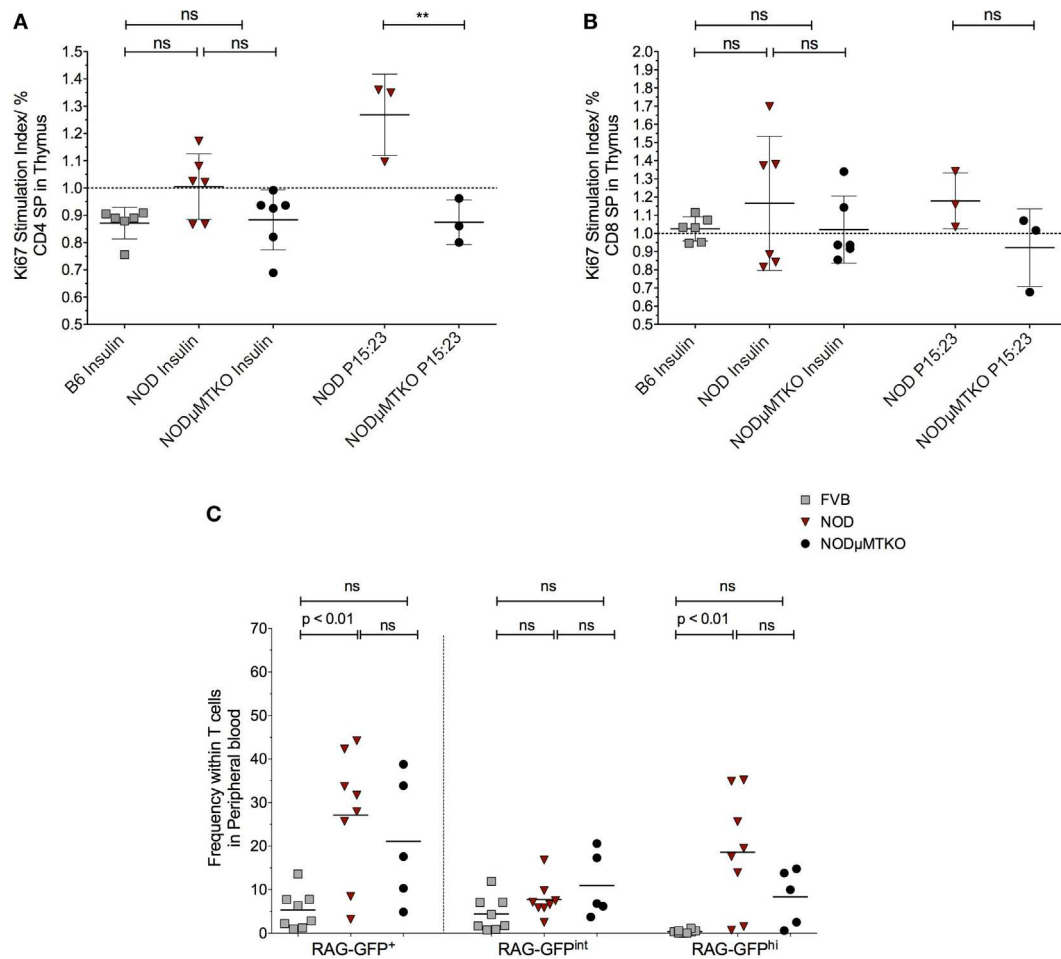 A
ns
**
ns
ns
1.5
1.4
1.3
1.2
1.1
1.0
0.9
0.8
0.7
0.6
0.5
Ki67 Stimulation Index/ %
CD4 SP in Thymus
B6 Insulin
NOD Insulin
NODµMTKO Insulin
NOD P15:23
NODµMTKO P15:23
B
ns
ns
ns
ns
2.0
1.9
1.8
1.7
1.6
1.5
1.4
1.3
1.2
1.1
1.0
0.9
0.8
0.7
0.6
0.5
Ki67 Stimulation Index/ %
CD8 SP in Thymus
B6 Insulin
NOD Insulin
NODµMTKO Insulin
NOD P15:23
NODµMTKO P15:23
FVB
NOD
NODµMTKO
C
ns
ns
ns
p < 0.01
ns
ns
ns
p < 0.01
ns
70
60
50
40
30
20
10
0
Frequency within T cells
in Peripheral blood
RAG-GFP+
RAG-GFPint
RAG-GFPhi